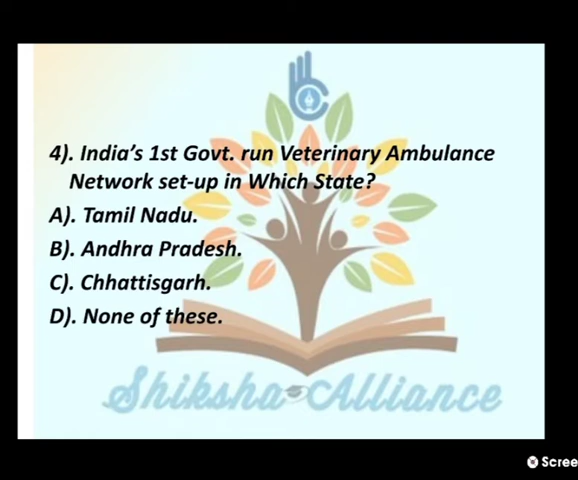 4). India's 1st Govt. run Veterinary Ambulance
Network set-up in Which State?
A). Tamil Nadu.
B). Andhra Pradesh.
C). Chhattisgarh.
D). None of these.
Shiksha Alliance
Scree